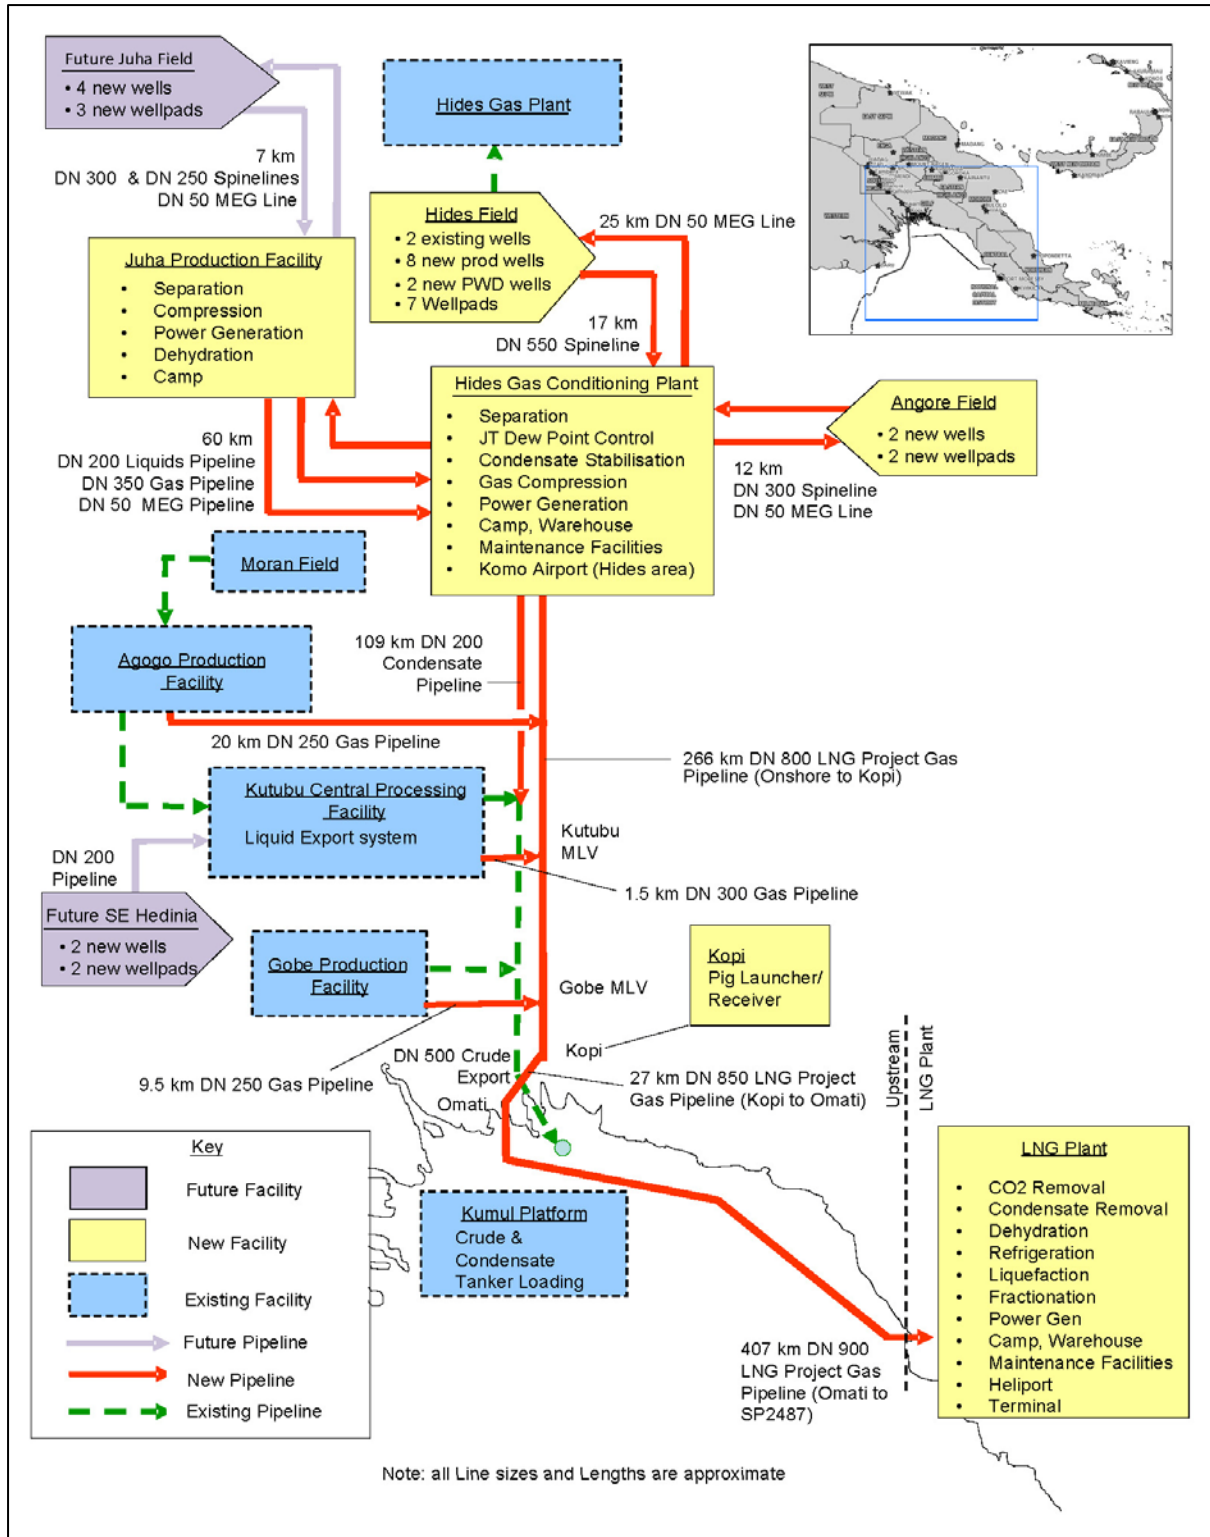 Future Juha Field
• 4 new wells
• 3 new wellpads
Hides Gas Plant
7 km
DN 300 & DN 250 Spinelines
DN 50 MEG Line
Hides Field
• 2 existing wells
• 8 new prod wells
• 2 new PWD wells
• 7 Wellpads
25 km DN 50 MEG Line
17 km
DN 550 Spineline
Juha Production Facility
• Separation
• Compression
• Power Generation
• Dehydration
• Camp
Hides Gas Conditioning Plant
• Separation
• JT Dew Point Control
• Condensate Stabilisation
• Gas Compression
• Power Generation
• Camp, Warehouse
• Maintenance Facilities
• Komo Airport (Hides area)
Angore Field
• 2 new wells
• 2 new wellpads
12 km
DN 300 Spineline
DN 50 MEG Line
60 km
DN 200 Liquids Pipeline
DN 350 Gas Pipeline
DN 50 MEG Pipeline
Moran Field
Agogo Production
Facility
109 km DN 200
Condensate
Pipeline
20 km DN 250 Gas Pipeline
266 km DN 800 LNG Project Gas
Pipeline (Onshore to Kopi)
Kutubu Central Processing
Facility
Liquid Export system
Kutubu
MLV
DN 200
Pipeline
1.5 km DN 300 Gas Pipeline
Future SE Hedinia
• 2 new wells
• 2 new wellpads
Gobe Production
Facility
Gobe MLV
Kopi
Pig Launcher/
Receiver
Kopi
DN 500 Crude
Export
9.5 km DN 250 Gas Pipeline
Omati
27 km DN 850 LNG Project
Gas Pipeline (Kopi to Omati)
Upstream
LNG Plant
Key
Future Facility
New Facility
Existing Facility
Future Pipeline
New Pipeline
Existing Pipeline
Kumul Platform
Crude &
Condensate
Tanker Loading
LNG Plant
• CO2 Removal
• Condensate Removal
• Dehydration
• Refrigeration
• Liquefaction
• Fractionation
• Power Gen
• Camp, Warehouse
• Maintenance Facilities
• Heliport
• Terminal
407 km DN 900
LNG Project Gas
Pipeline (Omati to
SP2487)
Note: all Line sizes and Lengths are approximate